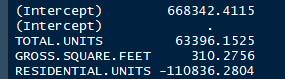 (Intercept) 668342.4115
(Intercept) .
TOTAL.UNITS 63396.1525
GROSS.SQUARE.FEET 310.2756
RESIDENTIAL.UNITS -110836.2804